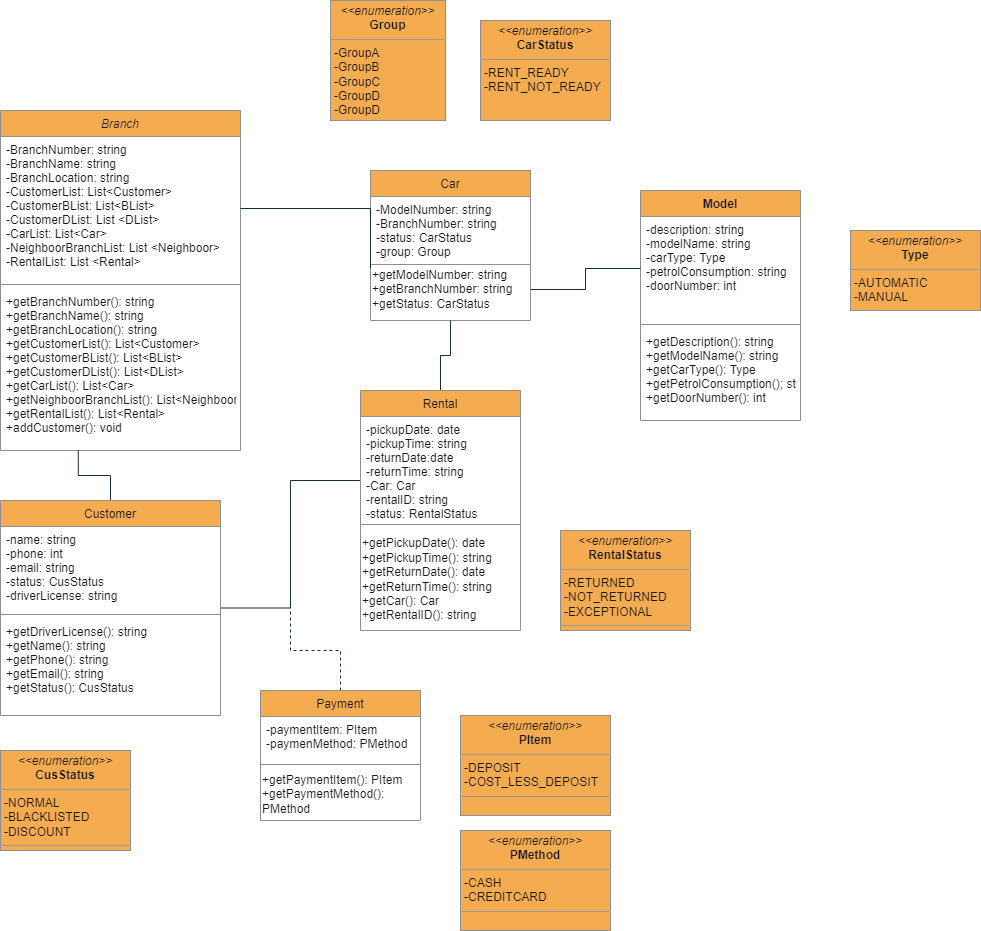 <<enumeration>>
Group
-GroupA
-GroupB
-GroupC
-GroupD
-GroupD
<<enumeration>>
CarStatus
-RENT_READY
-RENT_NOT_READY
Branch
-BranchNumber: string
-BranchName: string
-BranchLocation: string
-CustomerList: List<Customer>
-CustomerBList: List<BList>
-CustomerDList: List <DList>
-CarList: List<Car>
-NeighboorBranchList: List <Neighboor>
-RentalList: List <Rental>
+getBranchNumber(): string
+getBranchName(): string
+getBranchLocation(): string
+getCustomerList(): List<Customer>
+getCustomerBList(): List<BList>
+getCustomerDList(): List<DList>
+getCarList(): List<Car>
+getNeighboorBranchList(): List<Neighboor
+getRentalList(): List<Rental>
+addCustomer(): void
Car
-ModelNumber: string
-BranchNumber: string
-status: CarStatus
-group: Group
+getModelNumber: string
+getBranchNumber: string
+getStatus: CarStatus
Model
-description: string
-modelName: string
-carType: Type
-petrolConsumption: string
-doorNumber: int
+getDescription(): string
+getModelName(): string
+getCarType(): Type
+getPetrolConsumption(); st
+getDoorNumber(): int
<<enumeration>>
Type
-AUTOMATIC
-MANUAL
Rental
-pickupDate: date
-pickupTime: string
-returnDate:date
-returnTime: string
-Car: Car
-rentalID: string
-status: RentalStatus
+getPickupDate(): date
+getPickupTime(): string
+getReturnDate(): date
+getReturnTime(): string
+getCar(): Car
+getRentalID(): string
Customer
-name: string
-phone: int
-email: string
-status: CusStatus
-driverLicense: string
+getDriverLicense(): string
+getName(): string
+getPhone(): string
+getEmail(): string
+getStatus(): CusStatus
<<enumeration>>
RentalStatus
-RETURNED
-NOT_RETURNED
-EXCEPTIONAL
Payment
-paymentItem: PItem
-paymenMethod: PMethod
+getPaymentItem(): PItem
+getPaymentMethod():
PMethod
<<enumeration>>
PItem
-DEPOSIT
-COST_LESS_DEPOSIT
<<enumeration>>
CusStatus
-NORMAL
-BLACKLISTED
-DISCOUNT
<<enumeration>>
PMethod
-CASH
-CREDITCARD